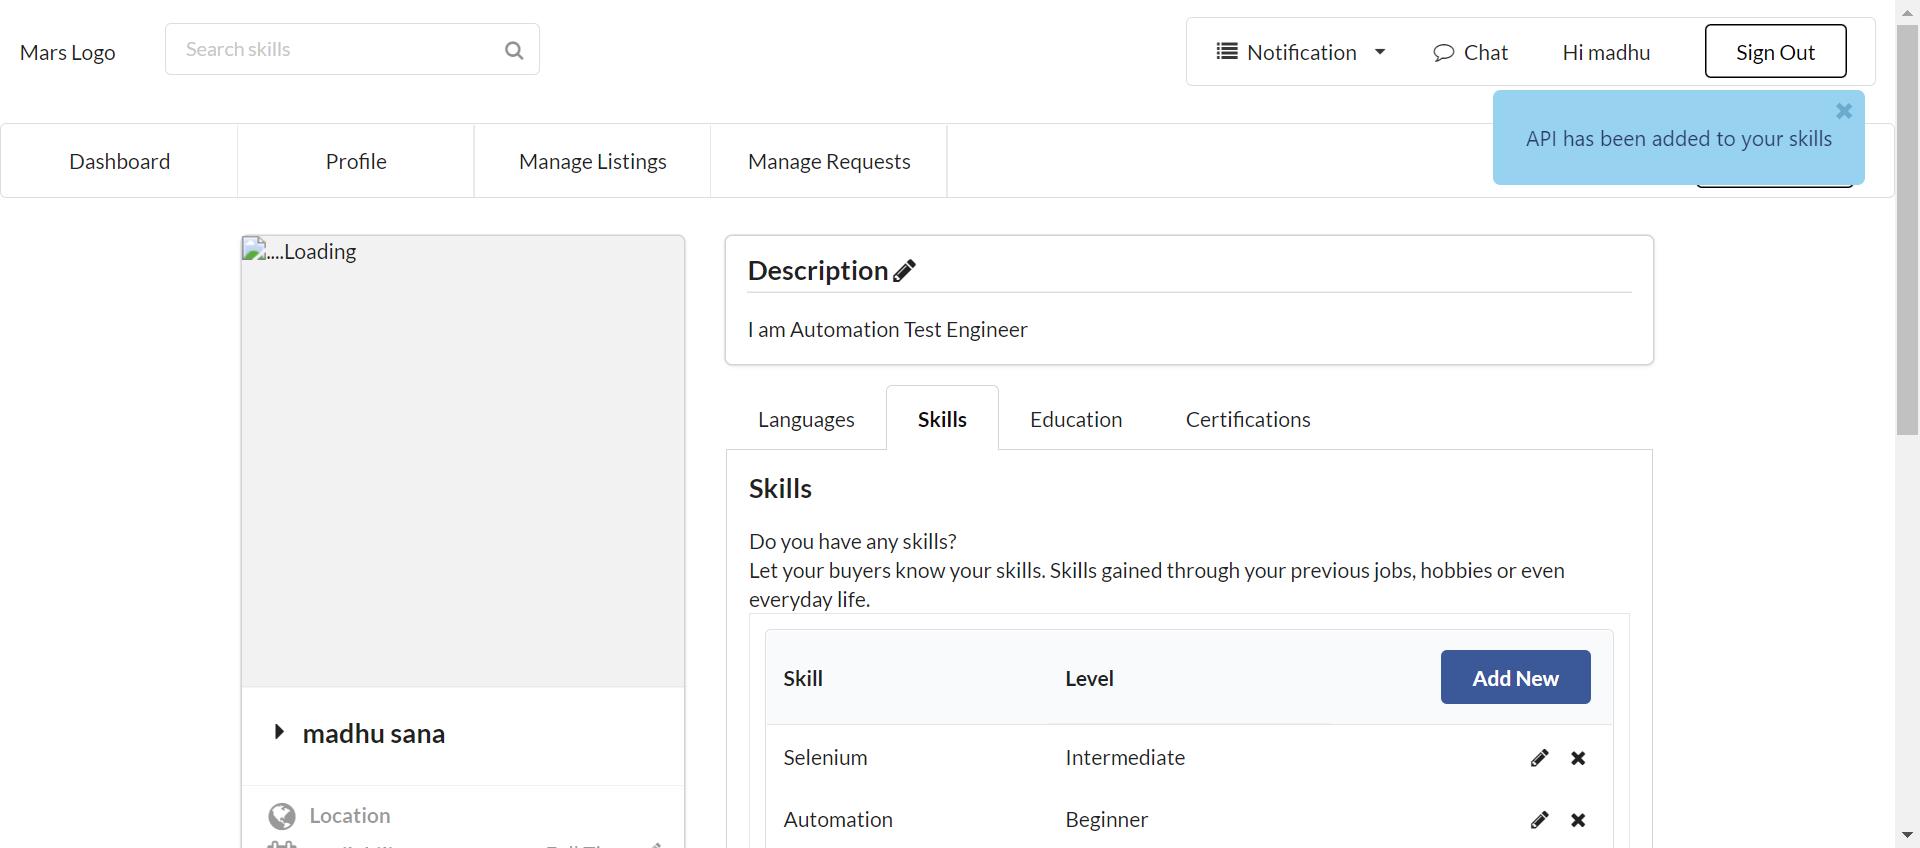 Mars Logo
Search skills
Notification
Chat
Hi madhu
Sign Out
API has been added to your skills
Dashboard
Profile
Manage Listings
Manage Requests
....Loading
Description
I am Automation Test Engineer
Languages
Skills
Education
Certifications
Skills
Do you have any skills?
Let your buyers know your skills. Skills gained through your previous jobs, hobbies or even
everyday life.
Skill Level Add New
Selenium Intermediate
Automation Beginner
madhu sana
Location